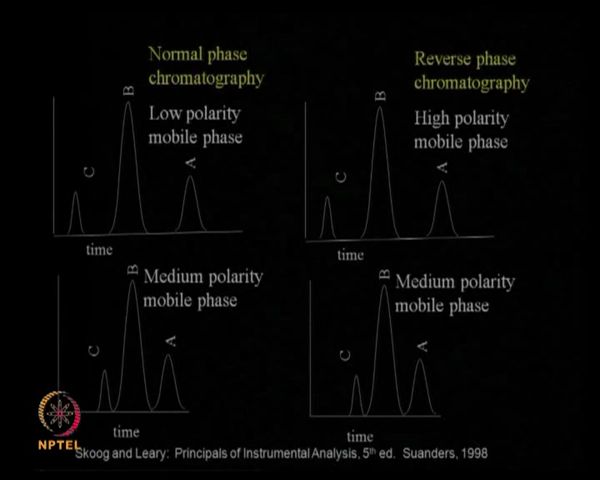 Normal phase
chromatography
B
Low polarity
mobile phase
C
A
time
Reverse phase
chromatography
B
High polarity
mobile phase
C
A
time
B
Medium polarity
mobile phase
C
A
time
B
Medium polarity
mobile phase
C
A
time
NPTEL
Skoog and Leary: Principals of Instrumental Analysis, 5th ed. Suanders, 1998